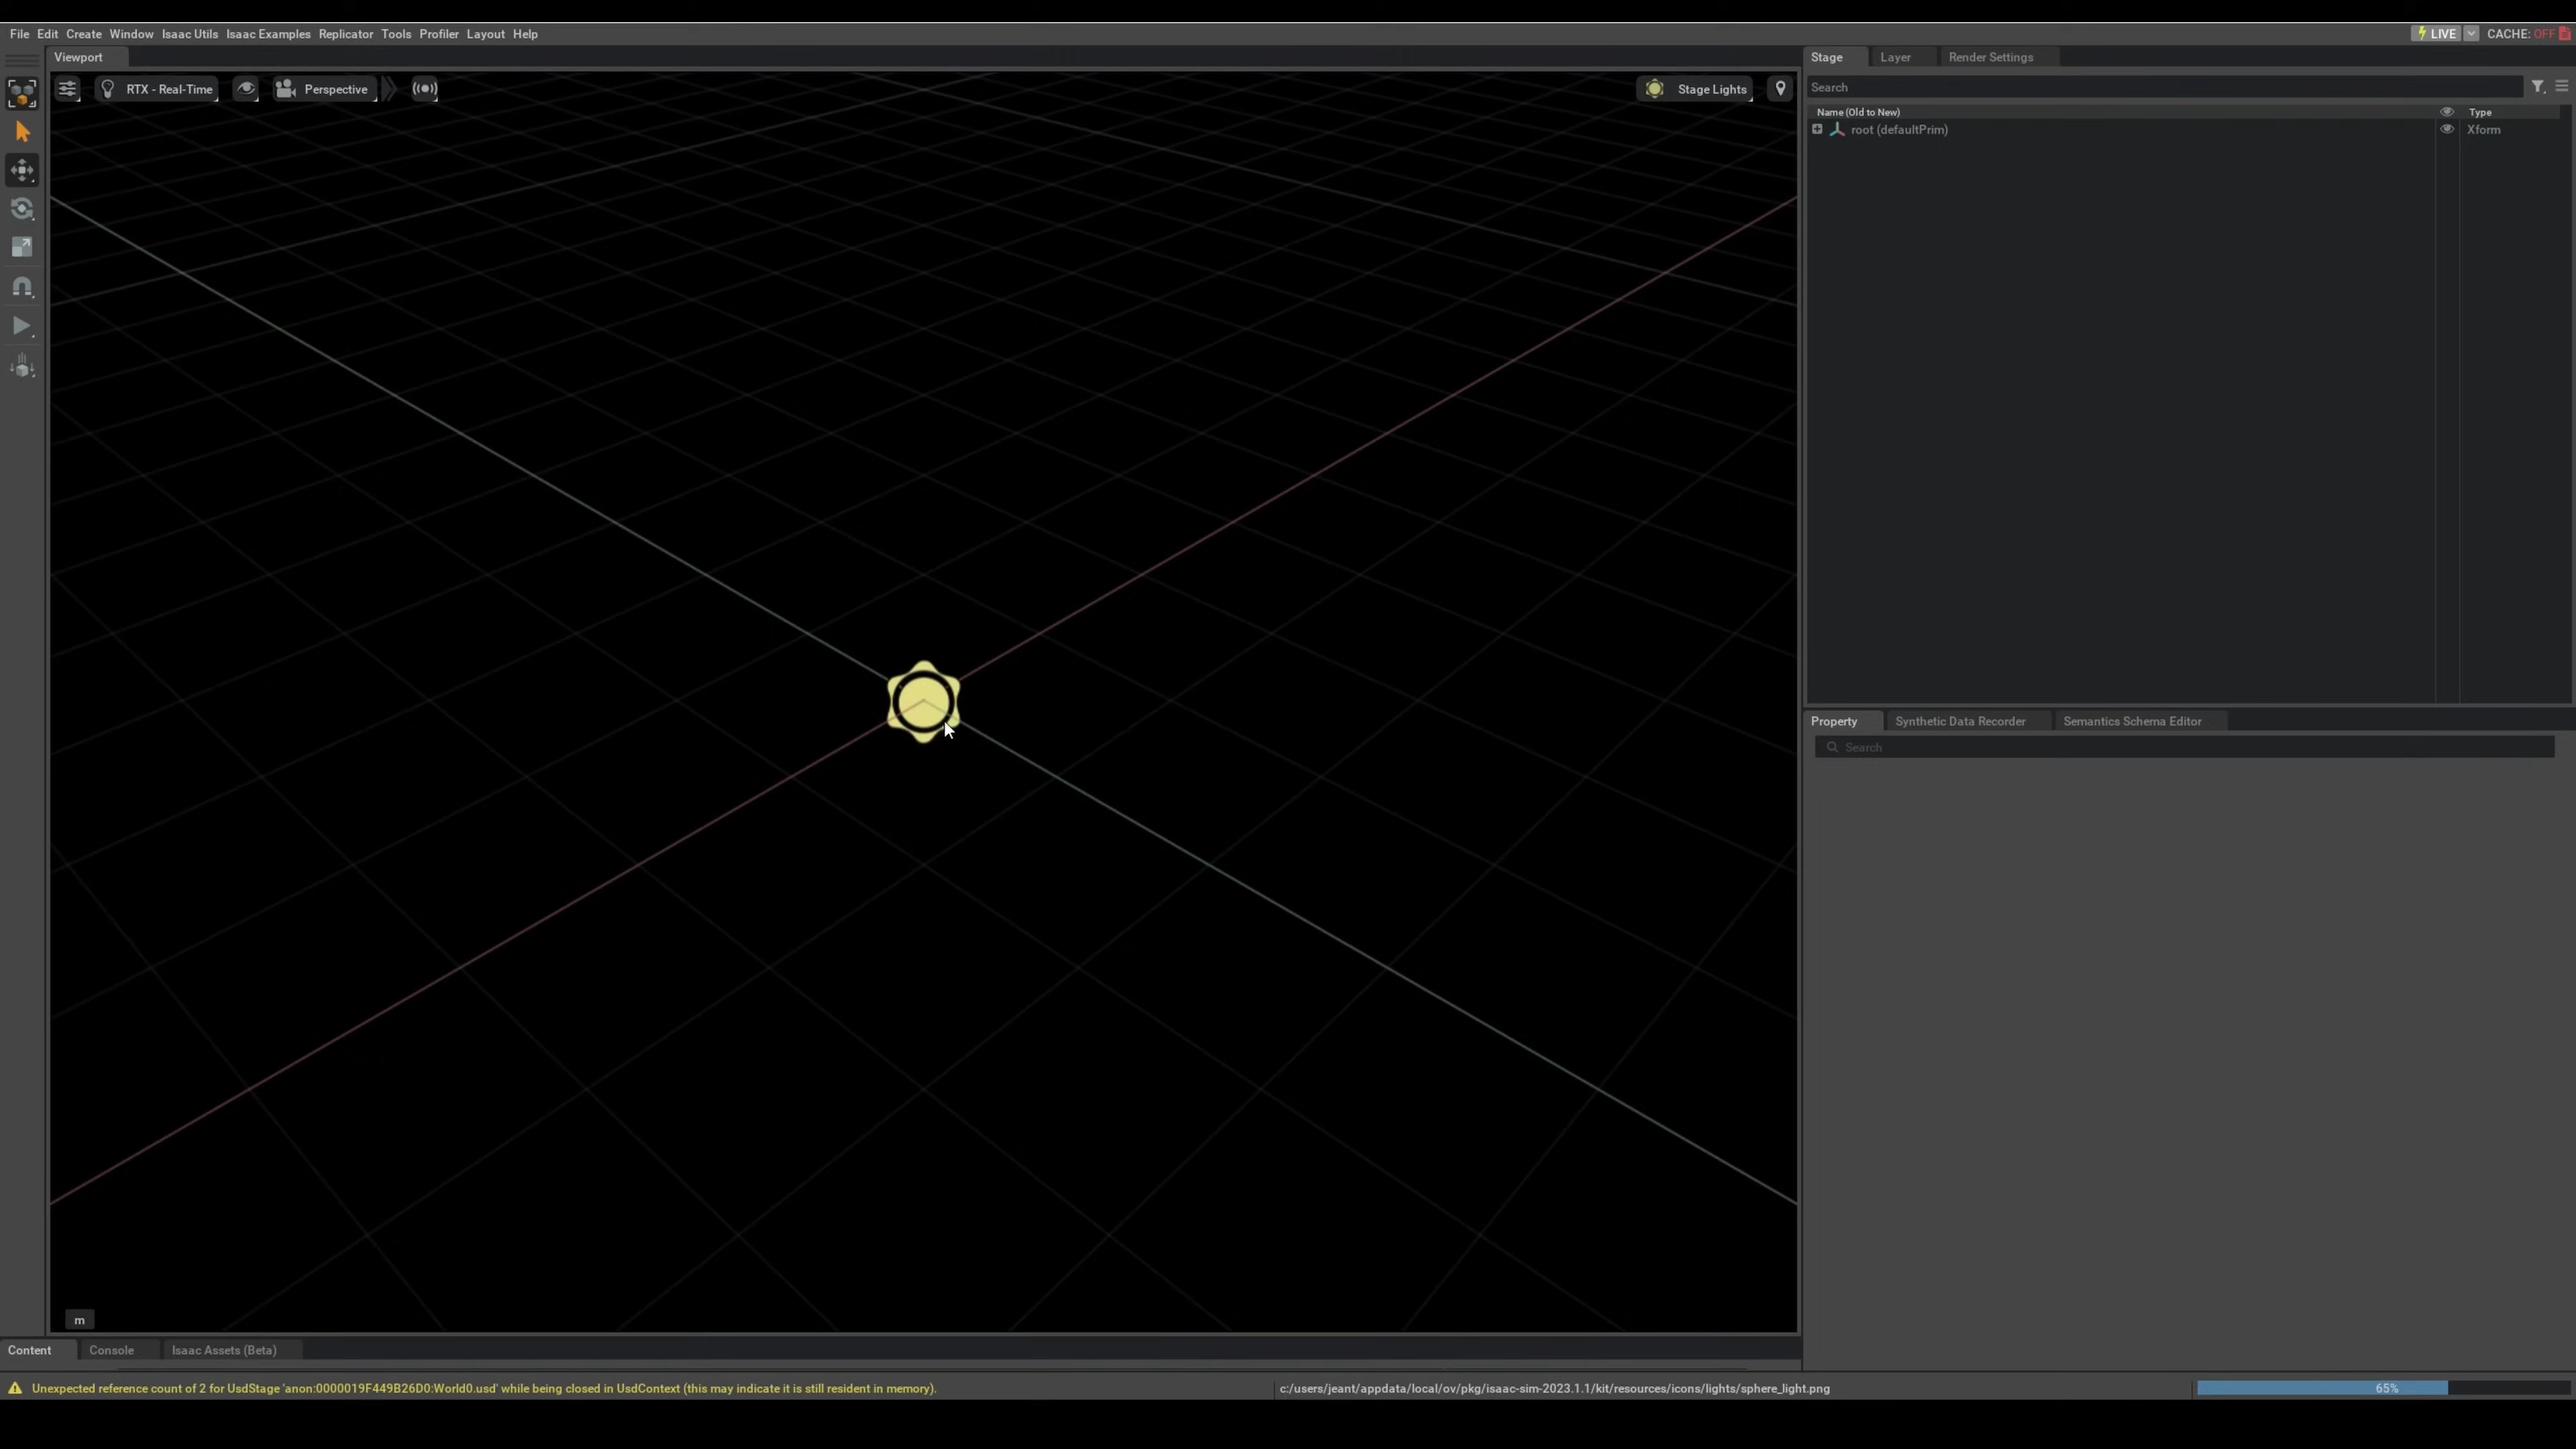 File Edit Create Window Isaac Utils Isaac Examples Replicator Tools Profiler Layout Help
LIVE CACHE: OFF
Viewport
Stage Layer Render Settings
RTX - Real-Time
Perspective
Stage Lights
Search
Name (Old to New) Type
root (defaultPrim) Xform
Property Synthetic Data Recorder Semantics Schema Editor
Search
m
Content Console Isaac Assets (Beta)
Unexpected reference count of 2 for UsdStage 'anon:0000019F449B26D0:World0.usd' while being closed in UsdContext (this may indicate it is still resident in memory).
c:/users/jeant/appdata/local/ov/pkg/isaac-sim-2023.1.1/kit/resources/icons/lights/sphere_light.png
65%